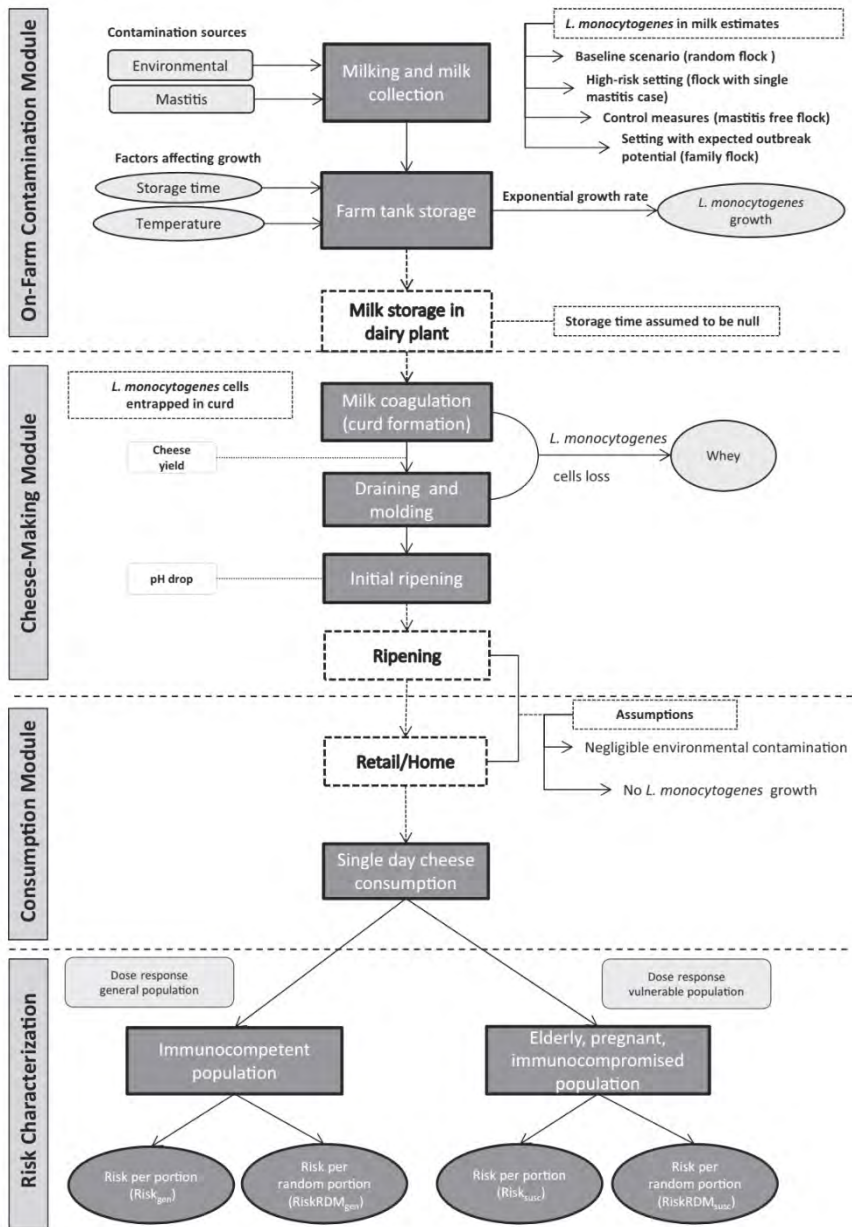 On-Farm Contamination Module
Contamination sources
Environmental
Mastitis
Milking and milk
collection
L. monocytogenes in milk estimates
Baseline scenario (random flock )
High-risk setting (flock with single
mastitis case)
Control measures (mastitis free flock)
Setting with expected outbreak
potential (family flock)
Factors affecting growth
Storage time
Temperature
Farm tank storage
Exponential growth rate
L. monocytogenes
growth
Milk storage in
dairy plant
Storage time assumed to be null
Cheese-Making Module
L. monocytogenes cells
entrapped in curd
Milk coagulation
(curd formation)
Cheese
yield
L. monocytogenes
cells loss
Whey
Draining and
molding
pH drop
Initial ripening
Ripening
Consumption Module
Assumptions
Negligible environmental contamination
No L. monocytogenes growth
Retail/Home
Single day cheese
consumption
Risk Characterization
Dose response
general population
Dose response
vulnerable population
Immunocompetent
population
Elderly, pregnant,
immunocompromised
population
Risk per portion
(Risk_gen)
Risk per
random portion
(RiskRDM_gen)
Risk per portion
(Risk_susc)
Risk per
random portion
(RiskRDM_susc)